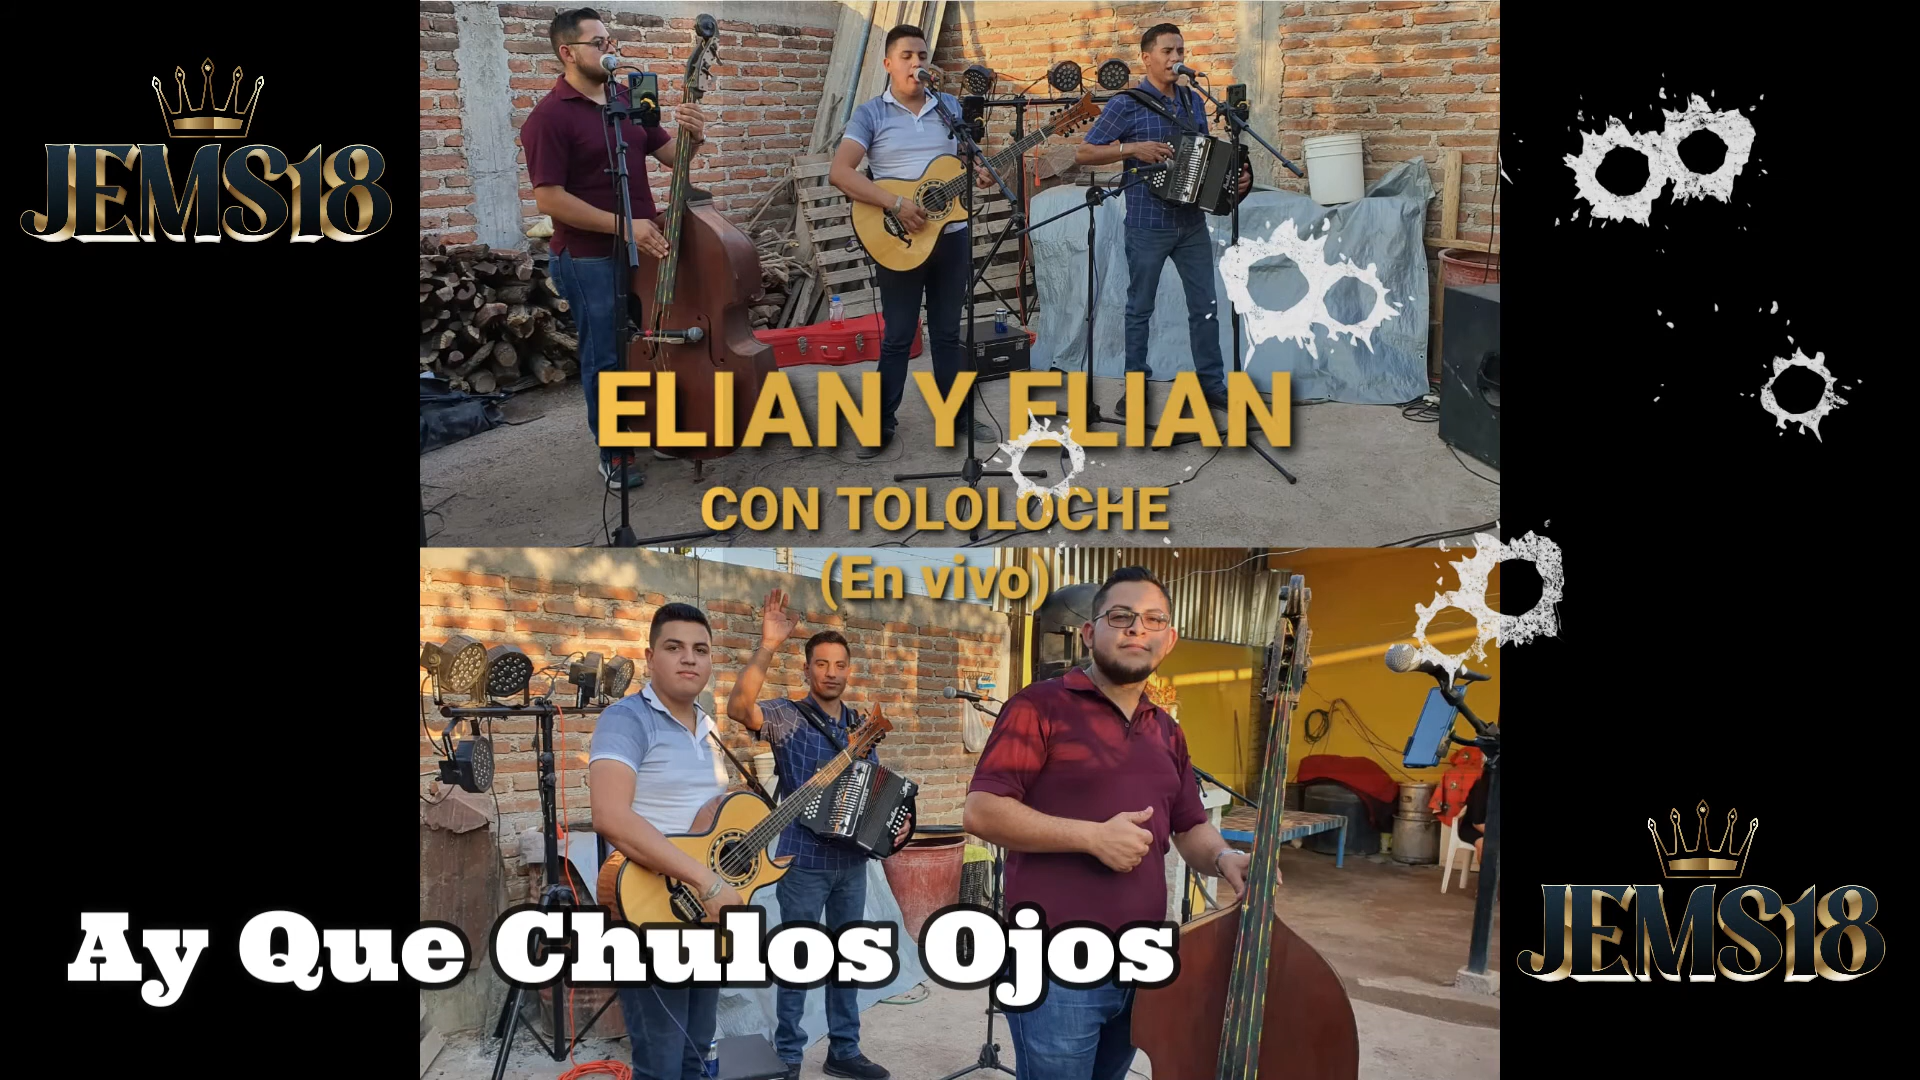 JEMS18
ELIAN Y ELIAN
CON TOLOLOCHE
(En vivo)
Ay Que Chulos Ojos
JEMS18